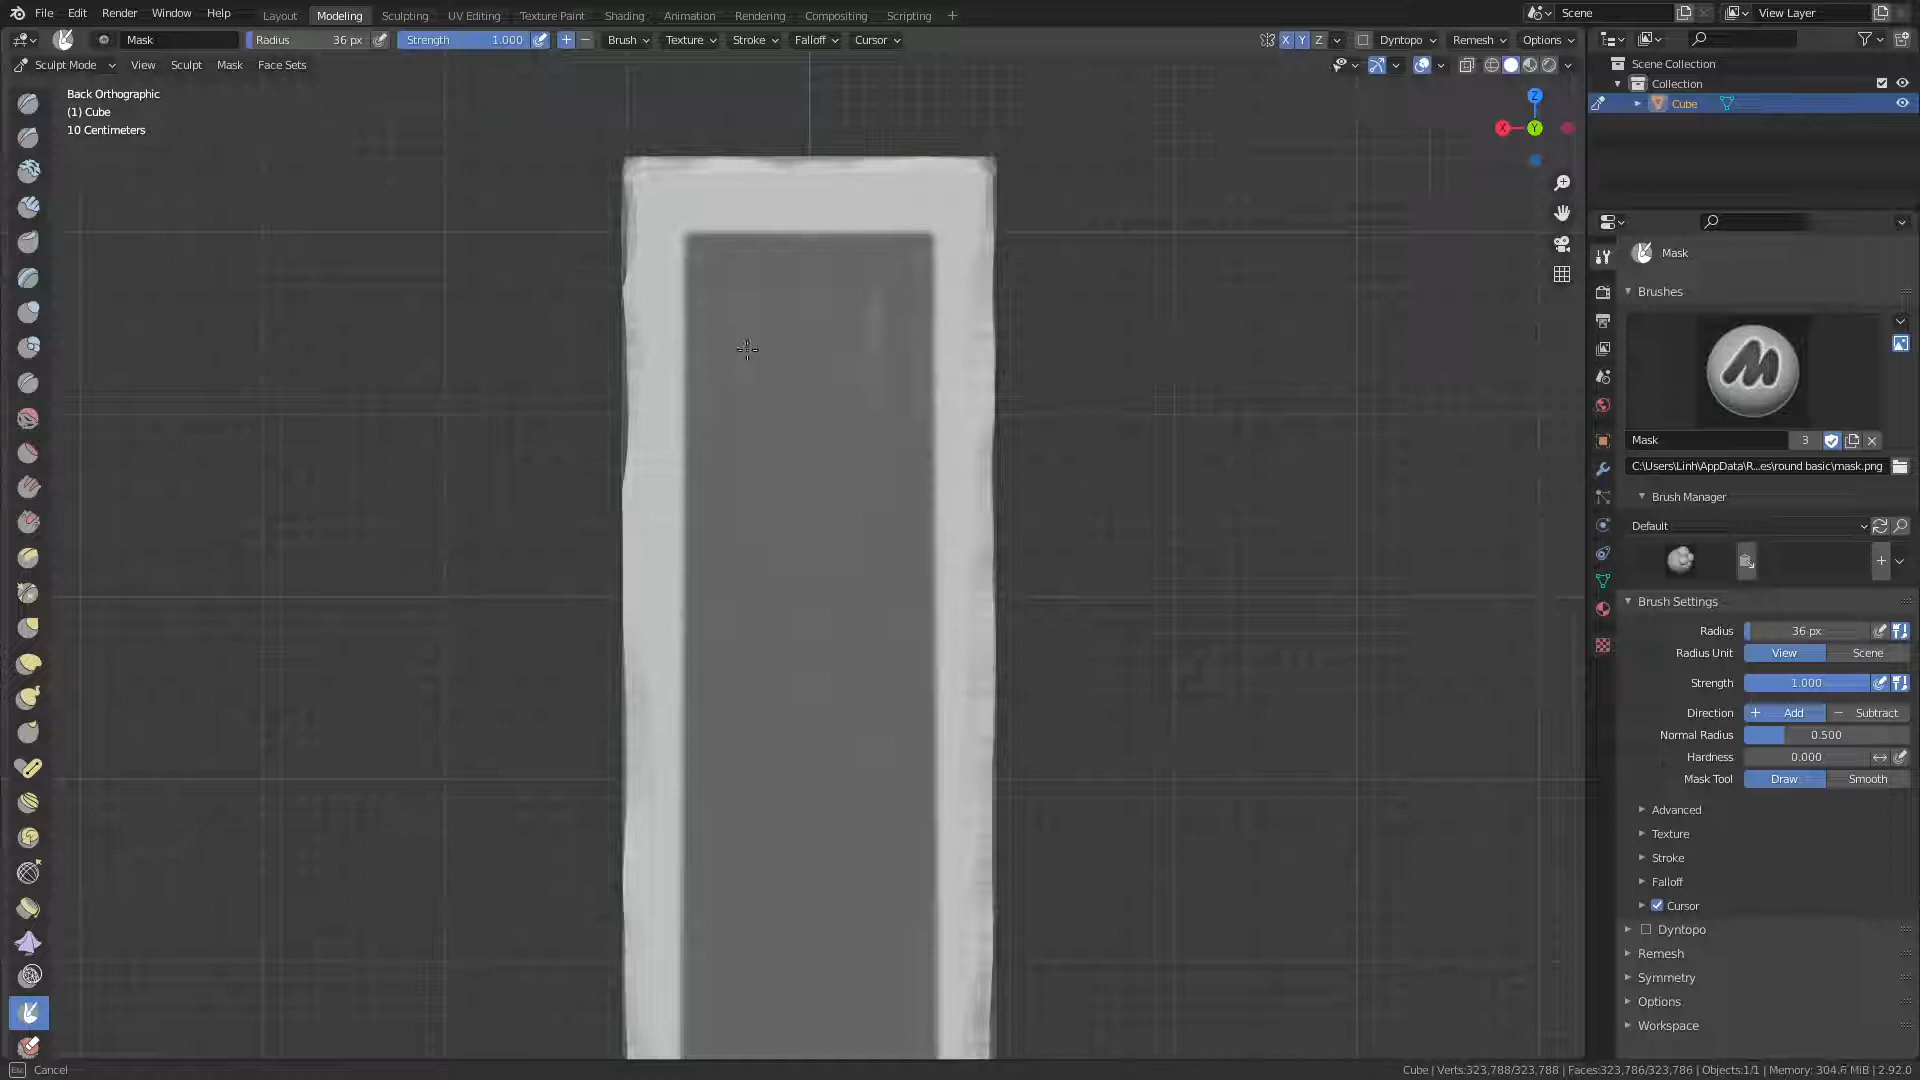 File Edit Render Window Help Layout Modeling Sculpting UV Editing Texture Paint Shading Animation Rendering Compositing Scripting + Scene View Layer
Mask Radius 36 px Strength 1.000 + − Brush Texture Stroke Falloff Cursor X Y Z Dyntopo Remesh Options
Sculpt Mode View Sculpt Mask Face Sets
Scene Collection
Collection
Cube
Back Orthographic
(1) Cube
10 Centimeters
Z
X
Y
Mask
Brushes
Mask 3
C:\Users\Linh\AppData\R...es\round basic\mask.png
Brush Manager
Default
Brush Settings
Radius 36 px
Radius Unit View Scene
Strength 1.000
Direction + Add − Subtract
Normal Radius 0.500
Hardness 0.000
Mask Tool Draw Smooth
Advanced
Texture
Stroke
Falloff
Cursor
Dyntopo
Remesh
Symmetry
Options
Workspace
Esc Cancel
Cube | Verts:323,788/323,788 | Faces:323,786/323,786 | Objects:1/1 | Memory: 304.6 MiB | 2.92.0